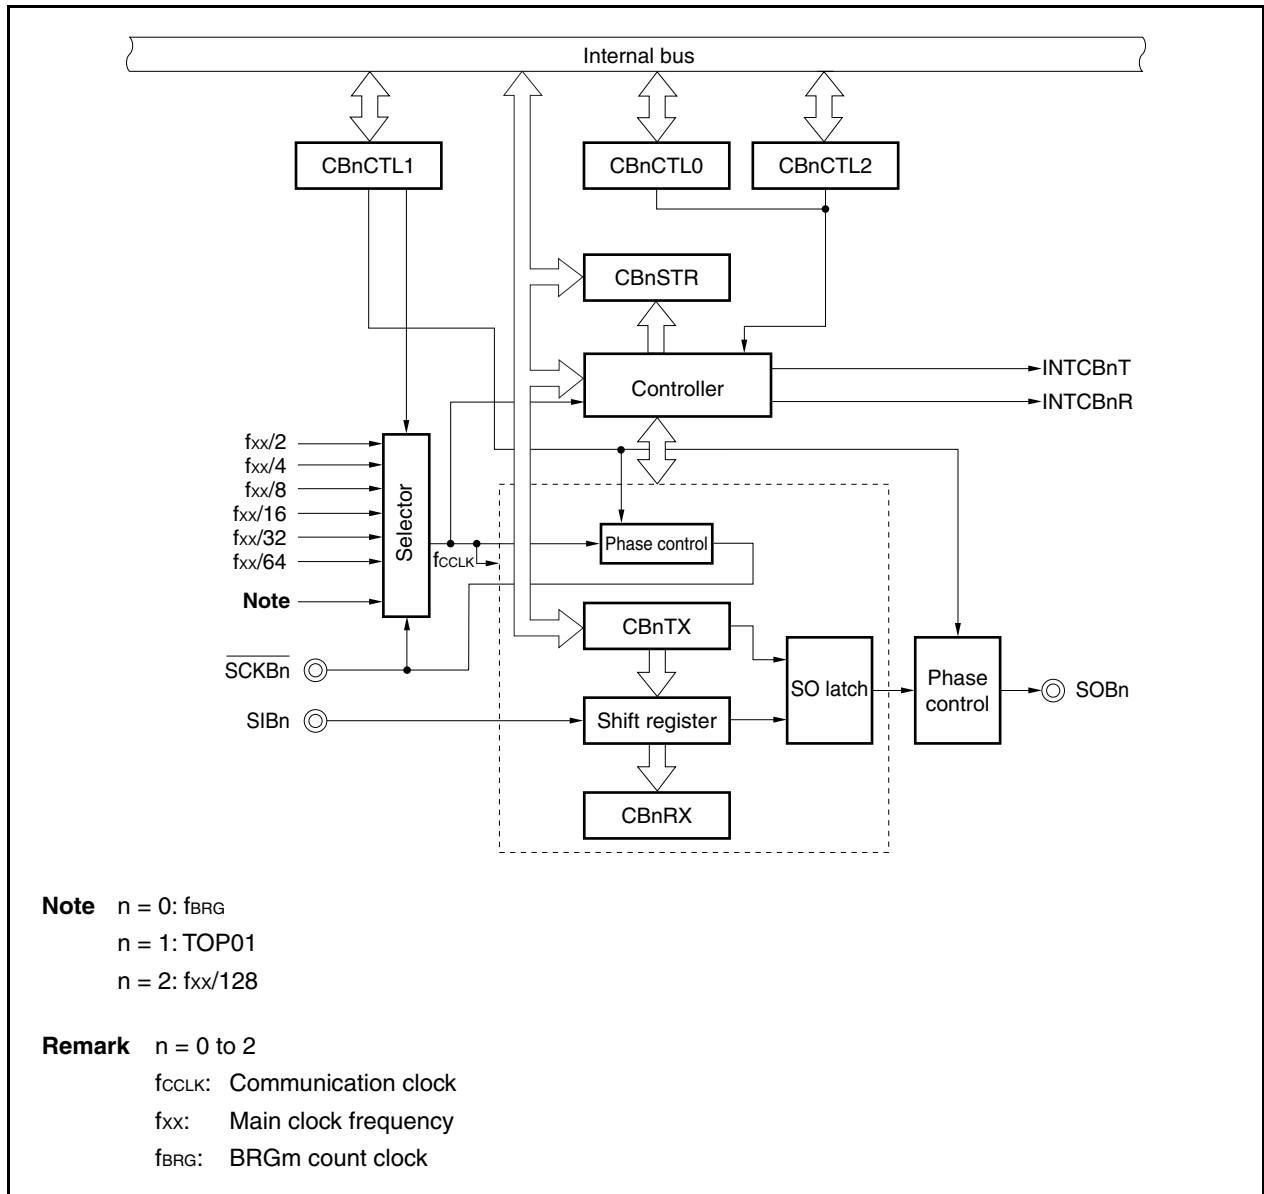 Internal bus
CBnCTL1
CBnCTL0
CBnCTL2
CBnSTR
Controller
INTCBnT
INTCBnR
fxx/2
fxx/4
fxx/8
fxx/16
fxx/32
fxx/64
Note
Selector
fCCLK
Phase control
CBnTX
SCKBn
SO latch
Phase
control
SOBn
SIBn
Shift register
CBnRX
Note n = 0: fBRG
n = 1: TOP01
n = 2: fxx/128
Remark n = 0 to 2
fCCLK: Communication clock
fxx: Main clock frequency
fBRG: BRGm count clock